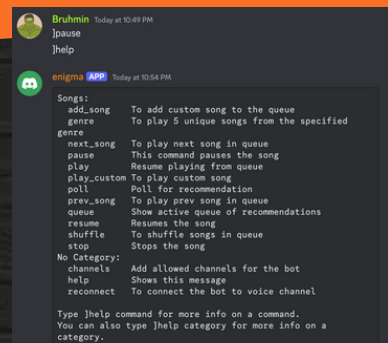 Bruhmin Today at 10:49 PM
]pause
]help
enigma APP Today at 10:54 PM
Songs:
add_song To add custom song to the queue
genre To play 5 unique songs from the specified
genre
next_song To play next song in queue
pause This command pauses the song
play Resume playing from queue
play_custom To play custom song
poll Poll for recommendation
prev_song To play prev song in queue
queue Show active queue of recommendations
resume Resumes the song
shuffle To shuffle songs in queue
stop Stops the song
No Category:
channels Add allowed channels for the bot
help Shows this message
reconnect To connect the bot to voice channel
Type ]help command for more info on a command.
You can also type ]help category for more info on a
category.